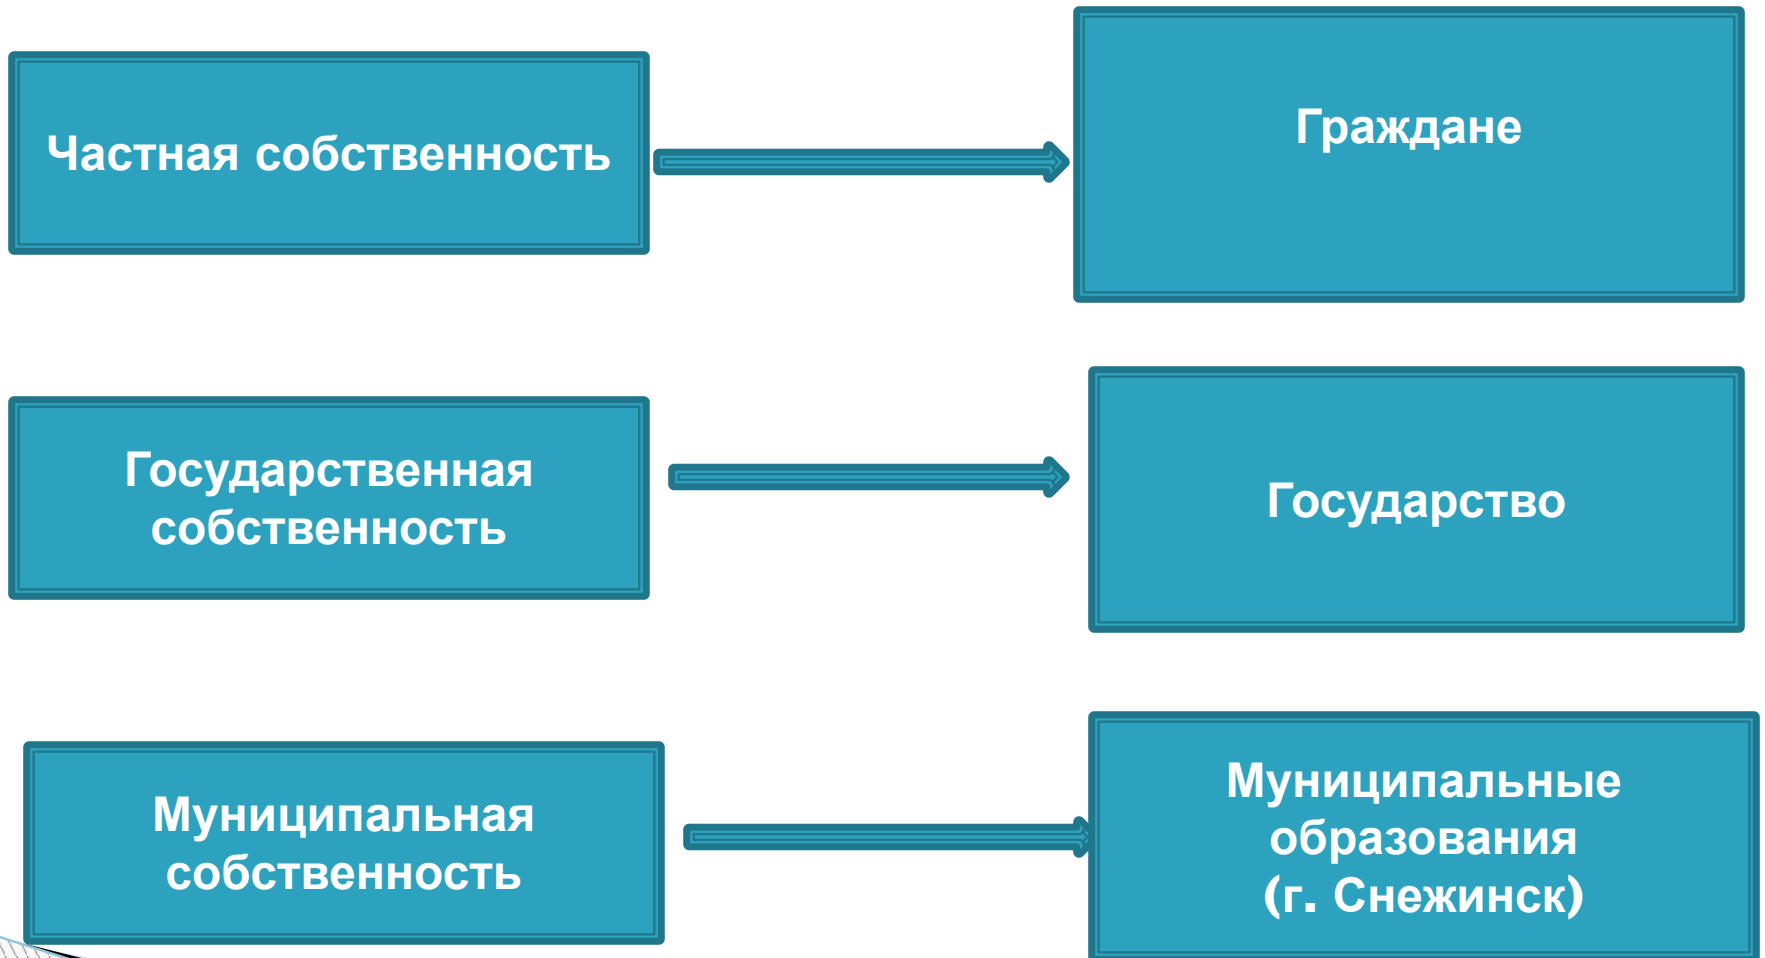 Частная собственность
Граждане
Государственная
собственность
Государство
Муниципальная
собственность
Муниципальные
образования
(г. Снежинск)